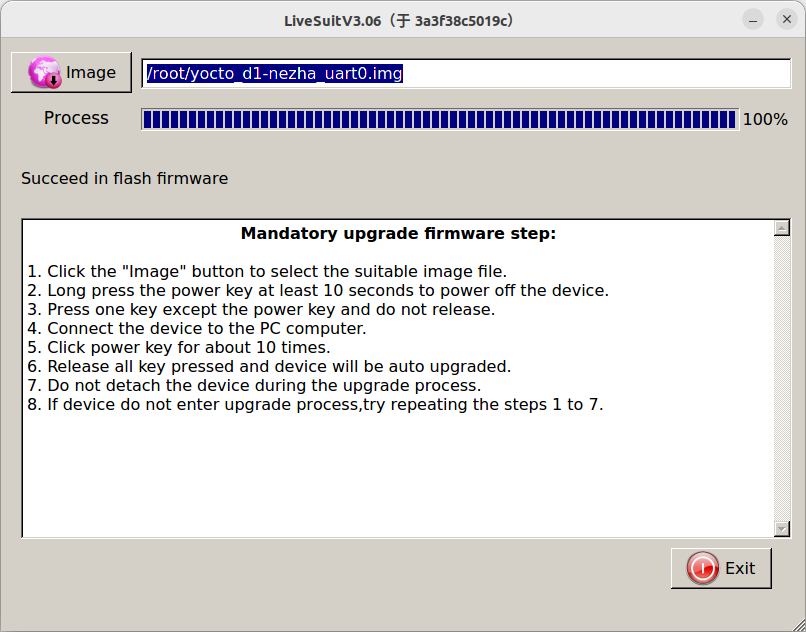 LiveSuitV3.06（于 3a3f38c5019c）
Image
/root/yocto_d1-nezha_uart0.img
Process
100%
Succeed in flash firmware
Mandatory upgrade firmware step:
1. Click the "Image" button to select the suitable image file.
2. Long press the power key at least 10 seconds to power off the device.
3. Press one key except the power key and do not release.
4. Connect the device to the PC computer.
5. Click power key for about 10 times.
6. Release all key pressed and device will be auto upgraded.
7. Do not detach the device during the upgrade process.
8. If device do not enter upgrade process,try repeating the steps 1 to 7.
Exit